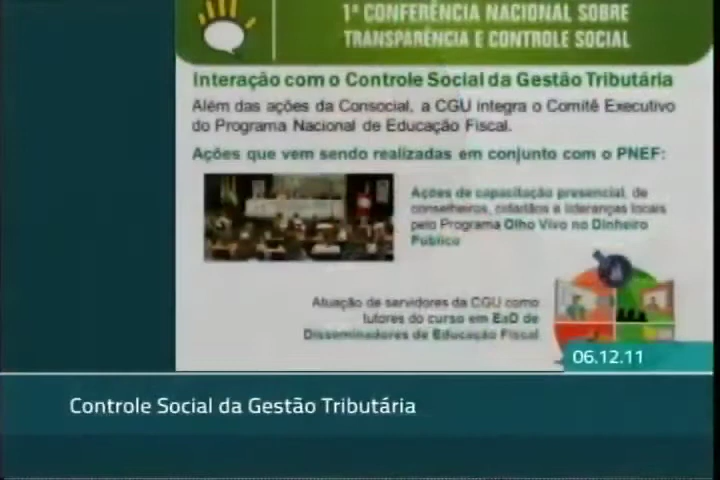 1ª CONFERÊNCIA NACIONAL SOBRE
TRANSPARÊNCIA E CONTROLE SOCIAL
Interação com o Controle Social da Gestão Tributária
Além das ações da Consocial, a CGU integra o Comitê Executivo
do Programa Nacional de Educação Fiscal.
Ações que vem sendo realizadas em conjunto com o PNEF:
Ações de capacitação presencial, de
conselheiros, cidadãos e lideranças locais
pelo Programa Olho Vivo no Dinheiro
Público
Atuação de servidores da CGU como
tutores do curso em EaD de
Disseminadores de Educação Fiscal
06.12.11
Controle Social da Gestão Tributária